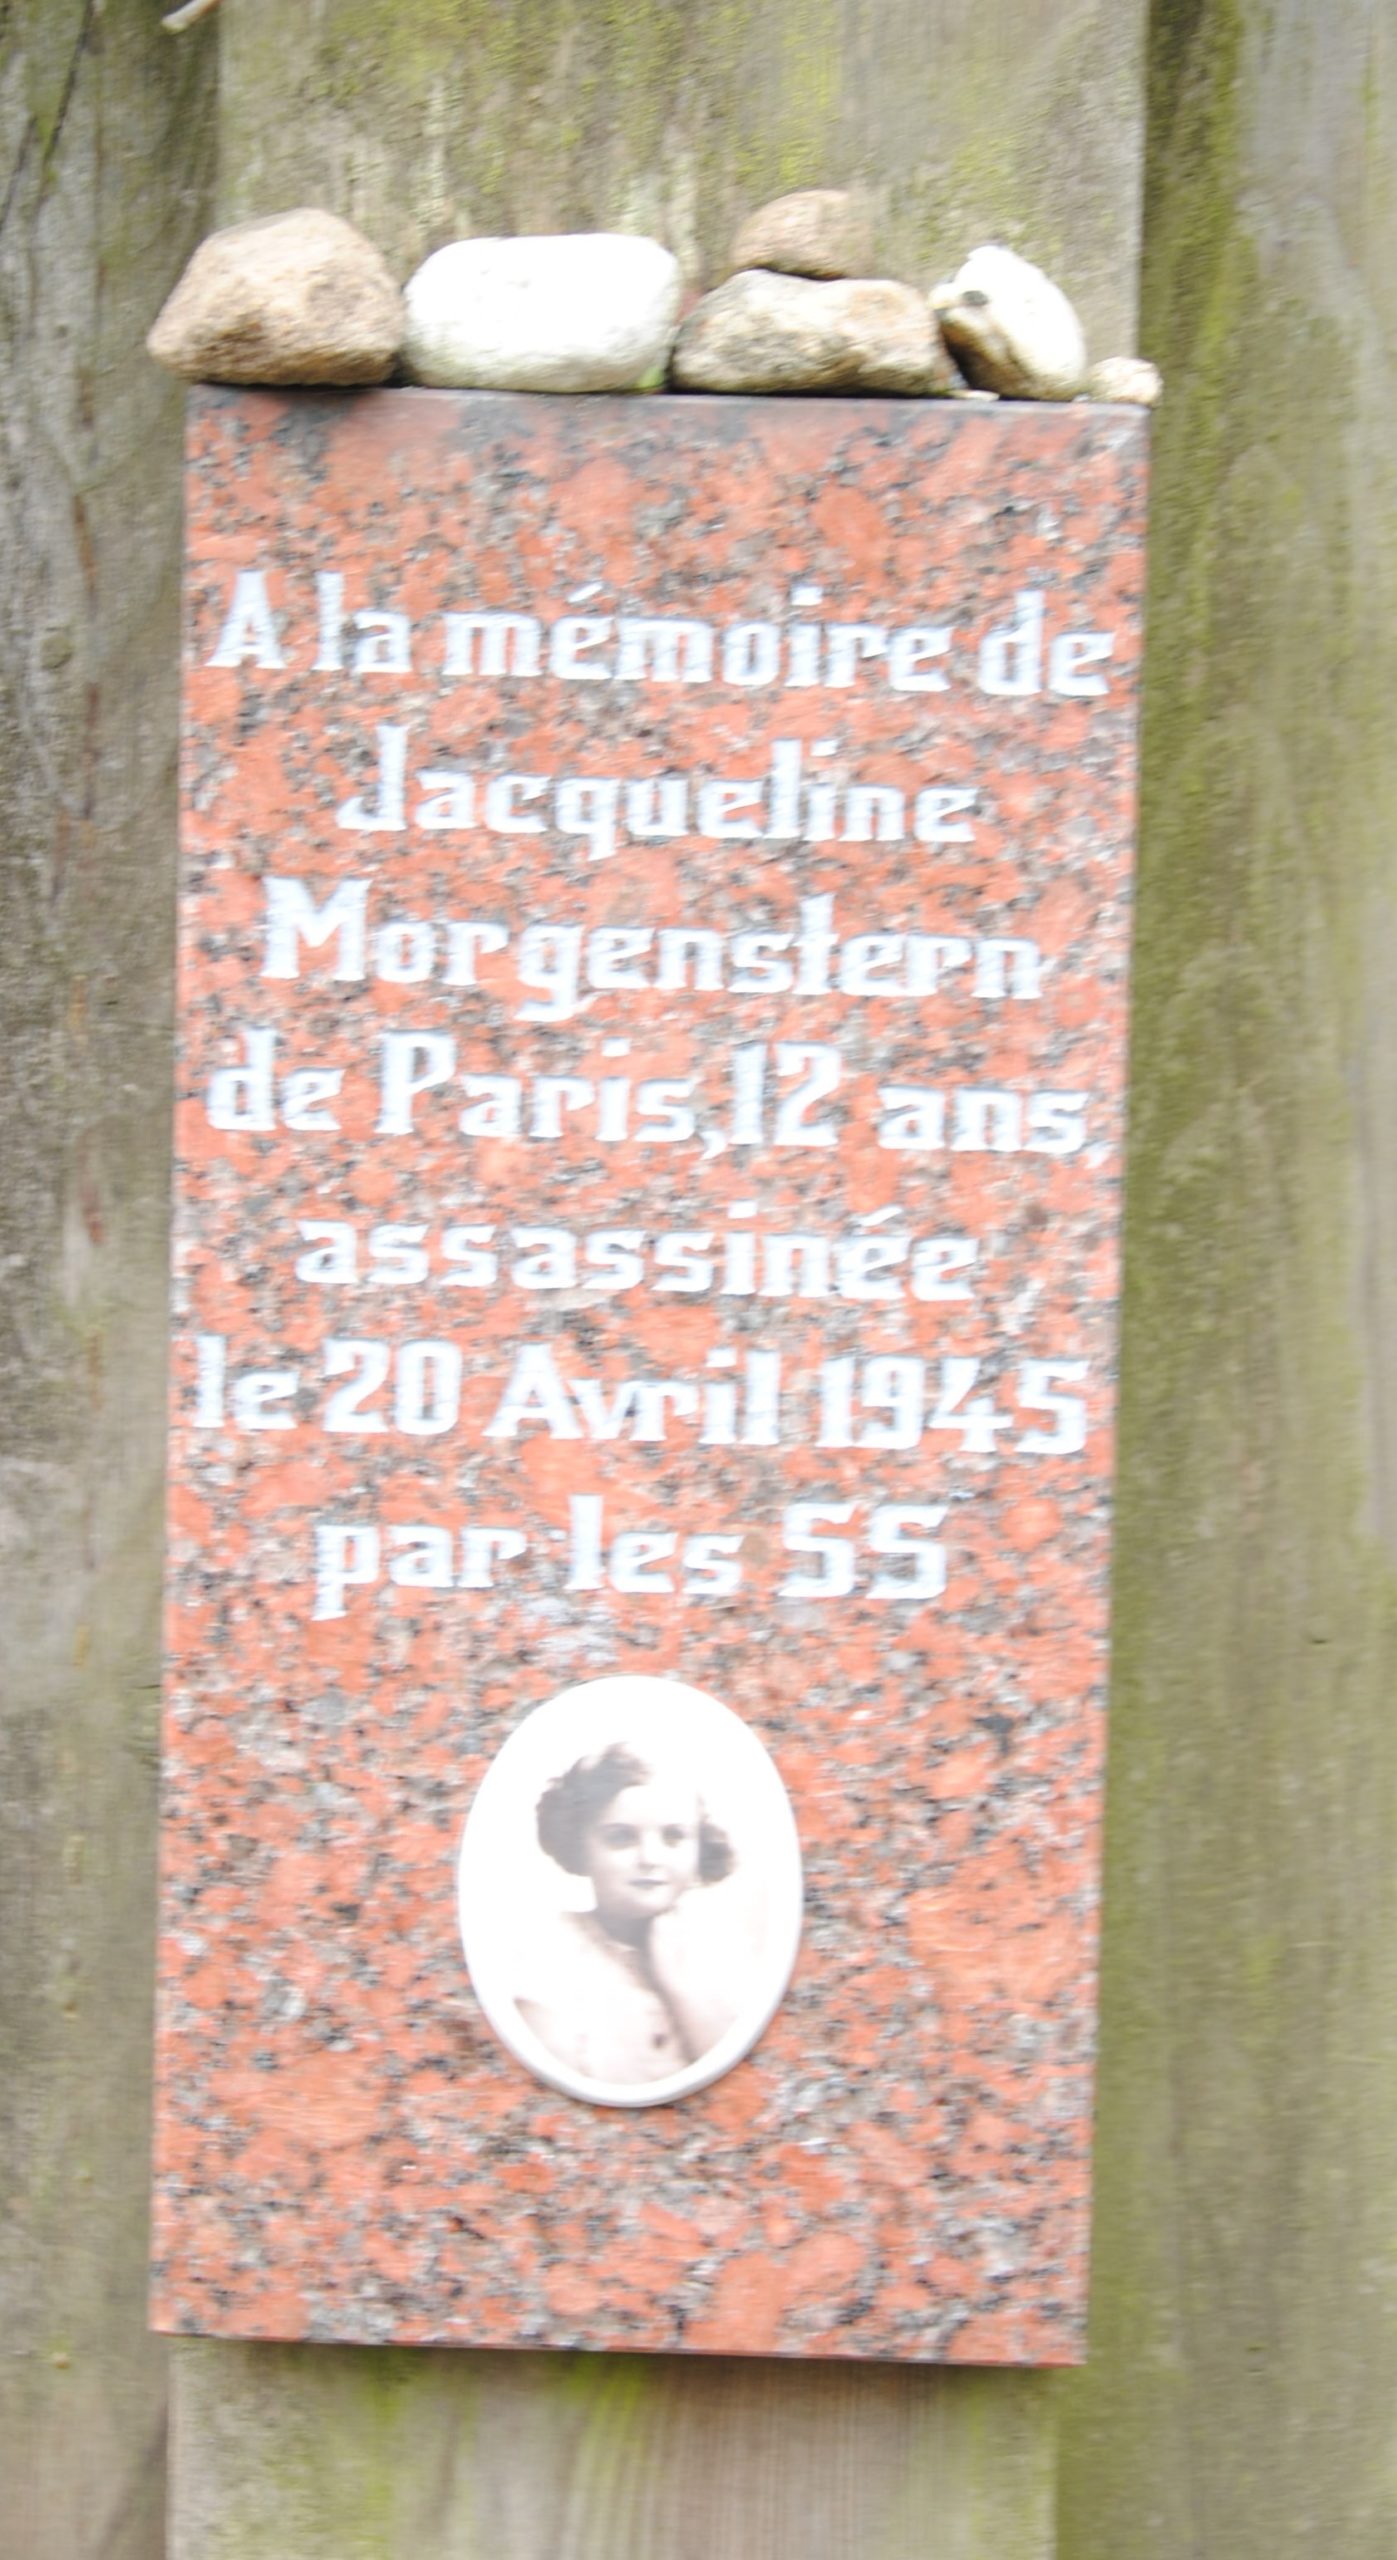 A la mémoire de
Jacqueline
Morgenstern
de Paris, 12 ans,
assassinée
le 20 Avril 1945
par les SS